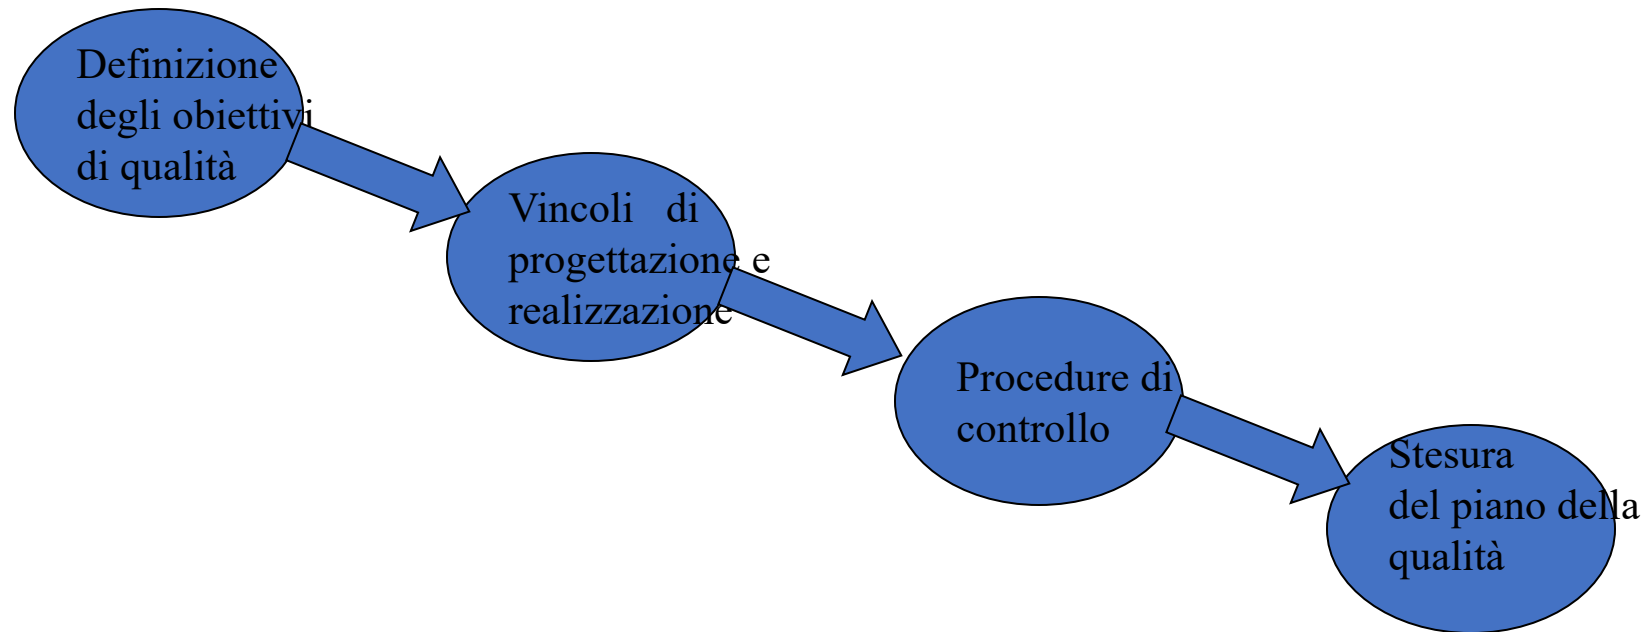 Definizione
degli obiettivi
di qualità
Vincoli di
progettazione e
realizzazione
Procedure di
controllo
Stesura
del piano della
qualità